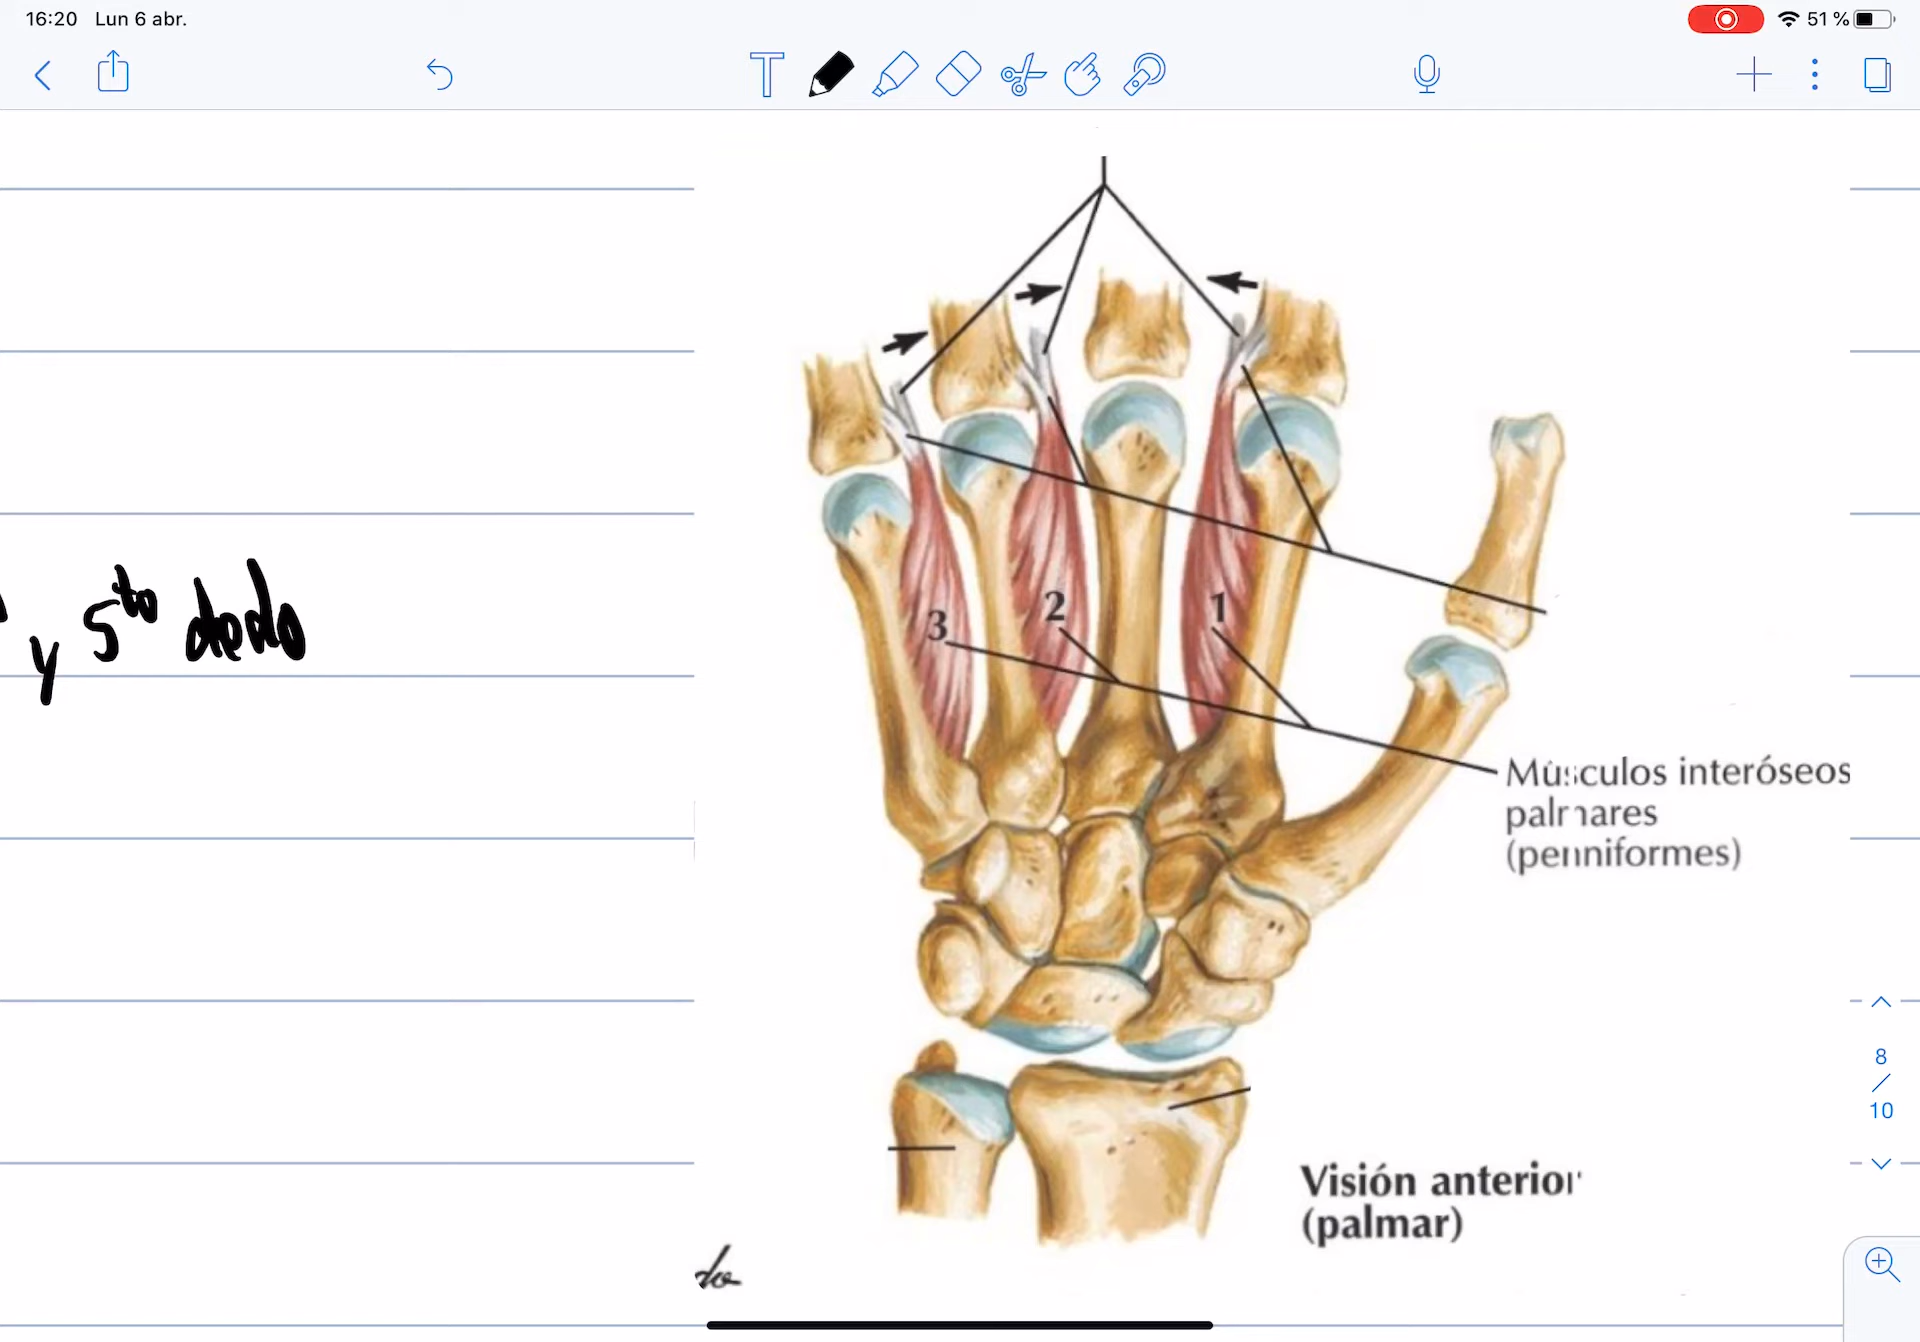 16:20 Lun 6 abr.
51 %
y 5to dedo
3
2
1
Músculos interóseos
palmares
(penniformes)
8
/
10
Visión anterior
(palmar)